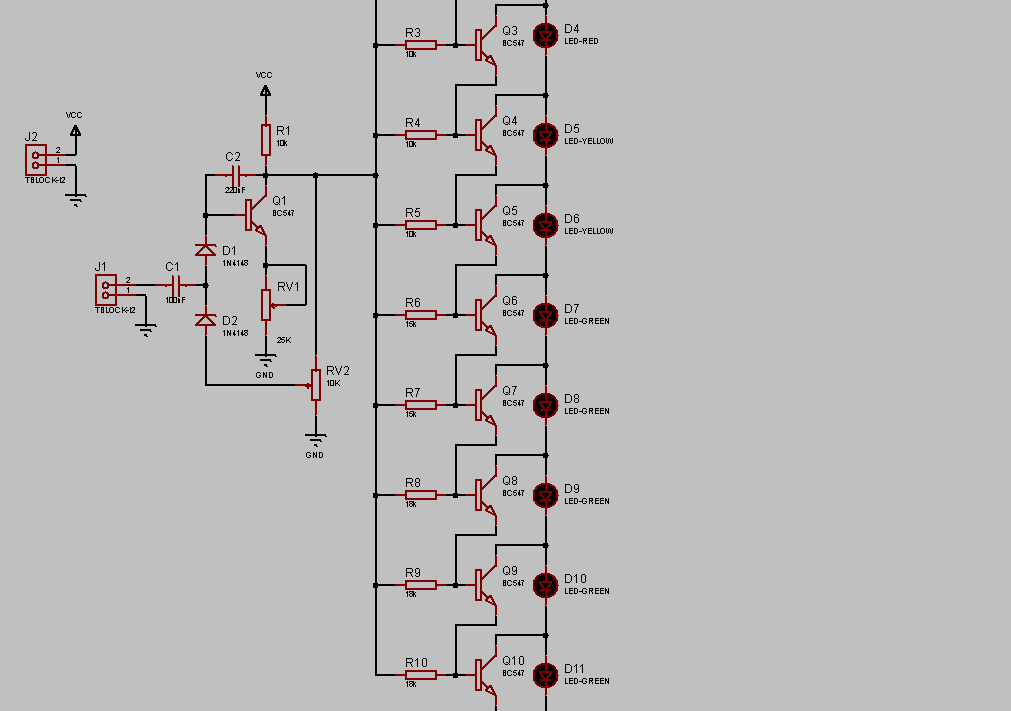 VCC
J2
2
1
TBLOCK-I2
VCC
R1
10k
C2
220uF
Q1
BC547
D1
1N4148
J1
2
1
TBLOCK-I2
C1
100uF
D2
1N4148
RV1
25K
GND
RV2
10K
GND
R3
10k
Q3
BC547
D4
LED-RED
R4
10k
Q4
BC547
D5
LED-YELLOW
R5
10k
Q5
BC547
D6
LED-YELLOW
R6
15k
Q6
BC547
D7
LED-GREEN
R7
15k
Q7
BC547
D8
LED-GREEN
R8
18k
Q8
BC547
D9
LED-GREEN
R9
18k
Q9
BC547
D10
LED-GREEN
R10
18k
Q10
BC547
D11
LED-GREEN